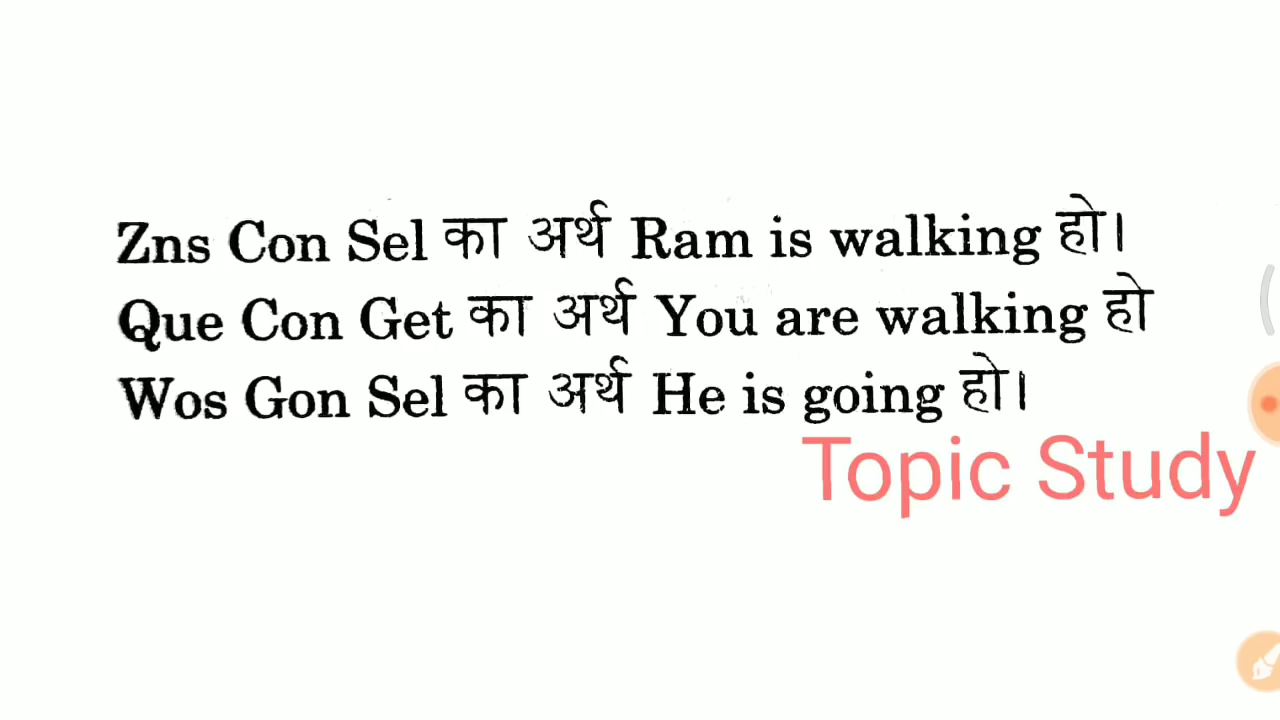 Zns Con Sel का अर्थ Ram is walking हो।
Que Con Get का अर्थ You are walking हो
Wos Gon Sel का अर्थ He is going हो।
Topic Study